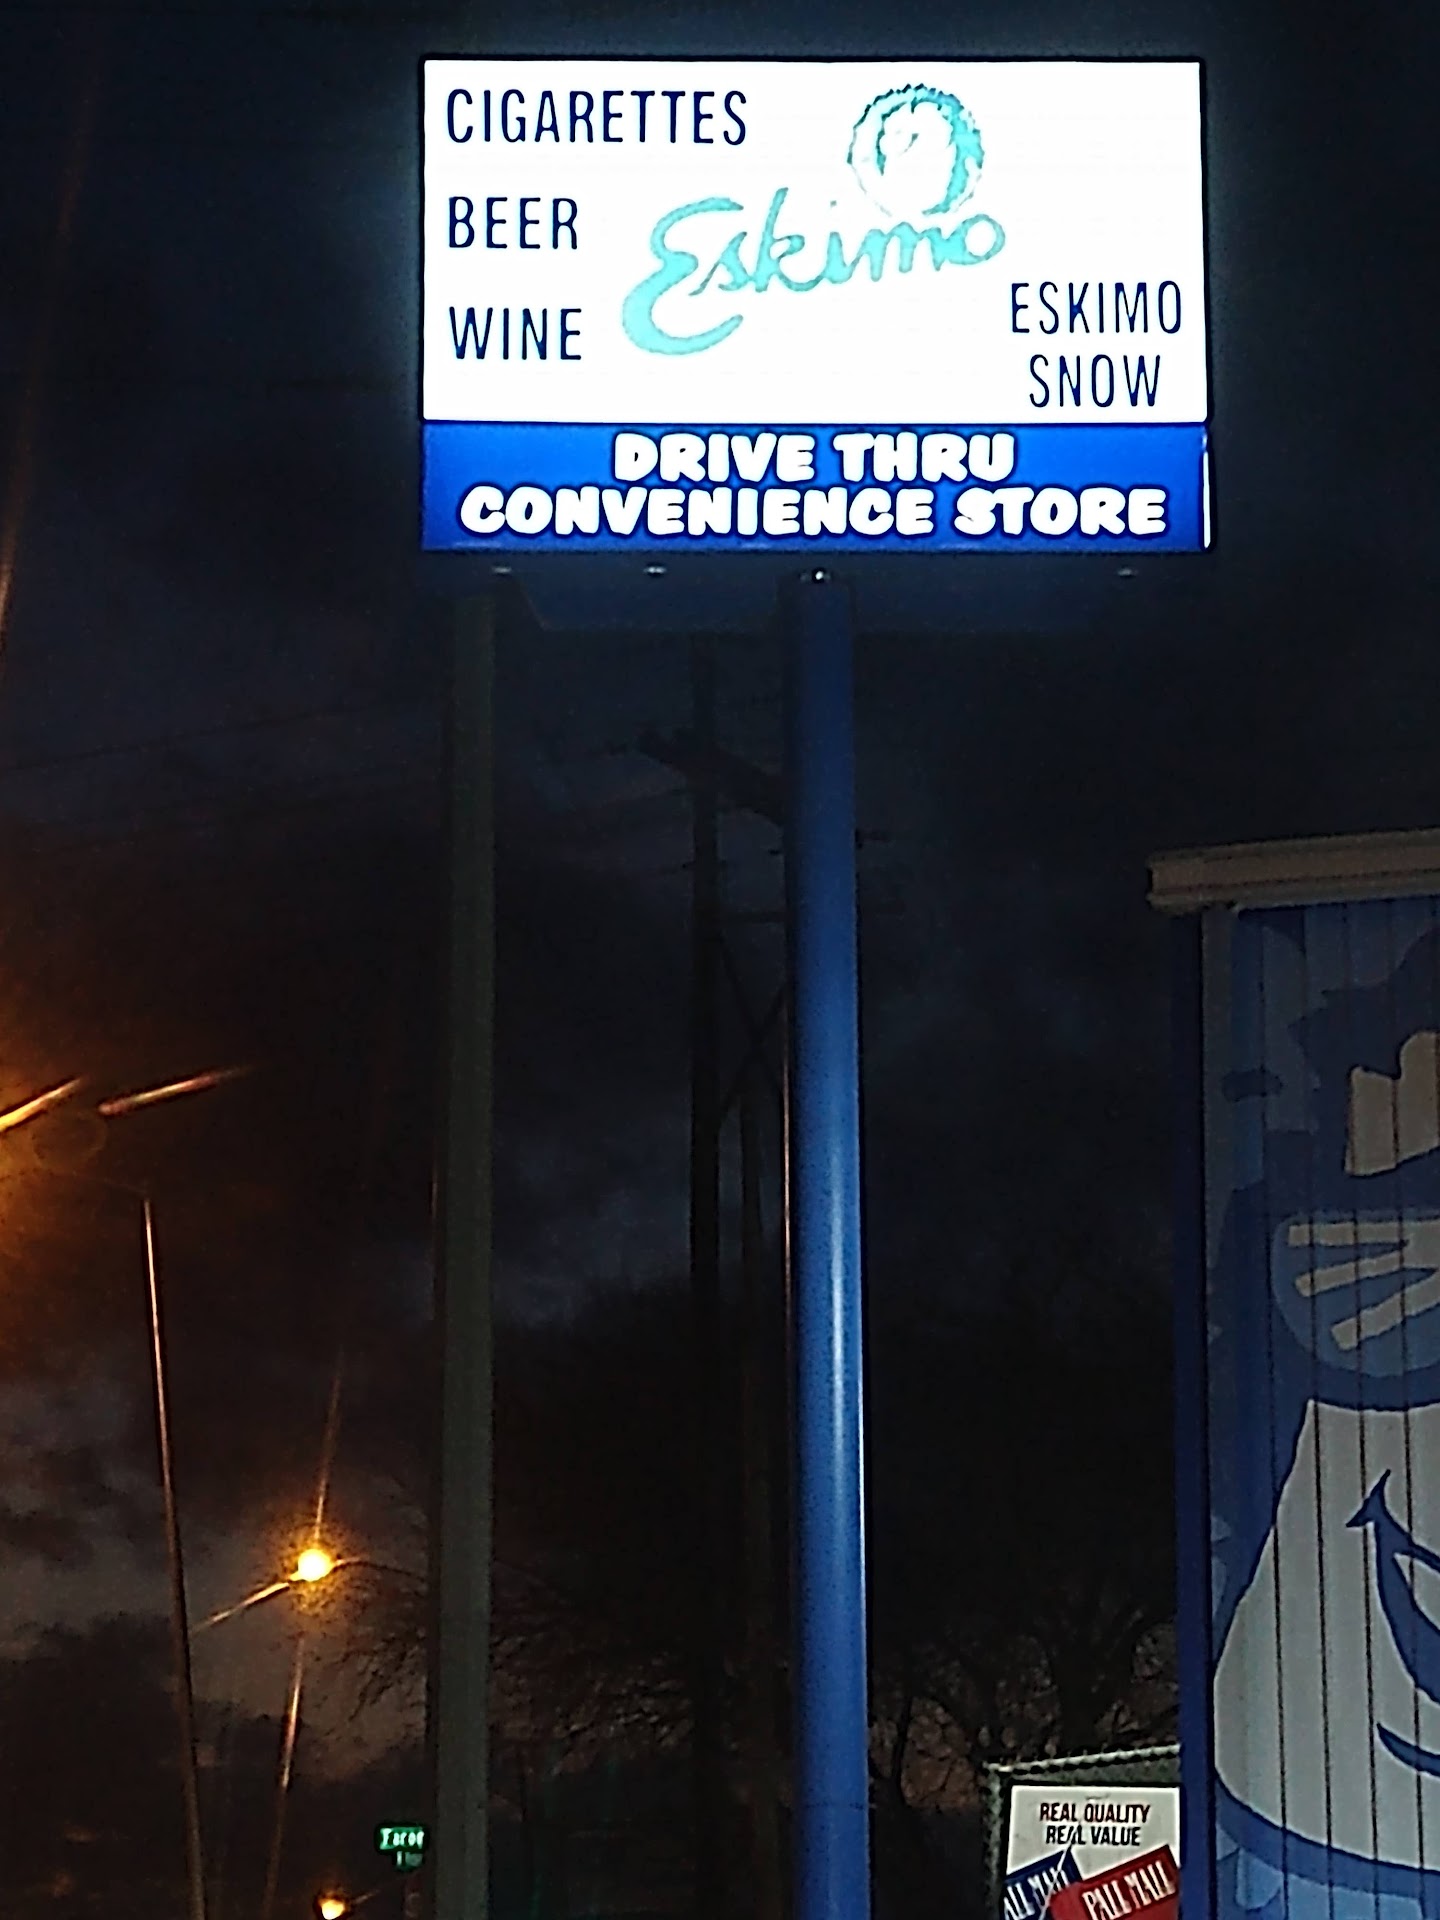 CIGARETTES
BEER
WINE
Eskimo
ESKIMO
SNOW
DRIVE THRU
CONVENIENCE STORE
REAL QUALITY
REAL VALUE
PALL MALL